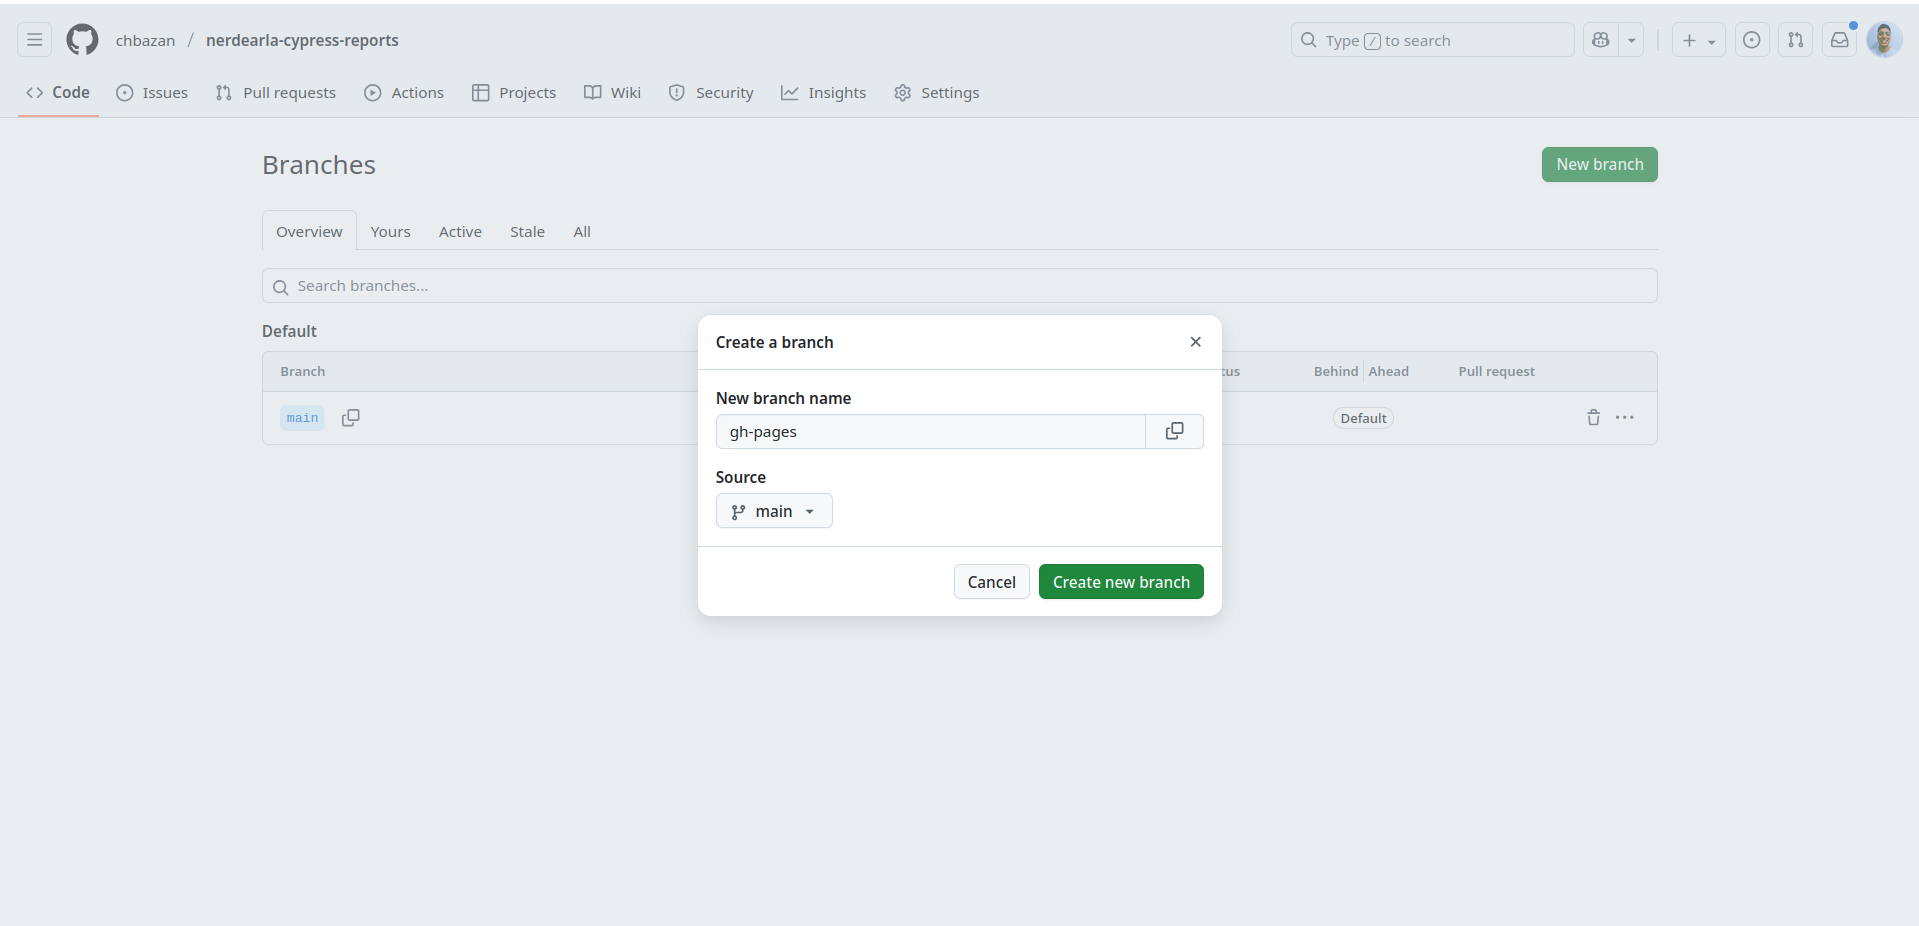 chbazan / nerdearla-cypress-reports
Type / to search
Code Issues Pull requests Actions Projects Wiki Security Insights Settings
Branches
New branch
Overview Yours Active Stale All
Search branches...
Default
Branch tus Behind Ahead Pull request
main Default
Create a branch
New branch name
gh-pages
Source
main
Cancel Create new branch